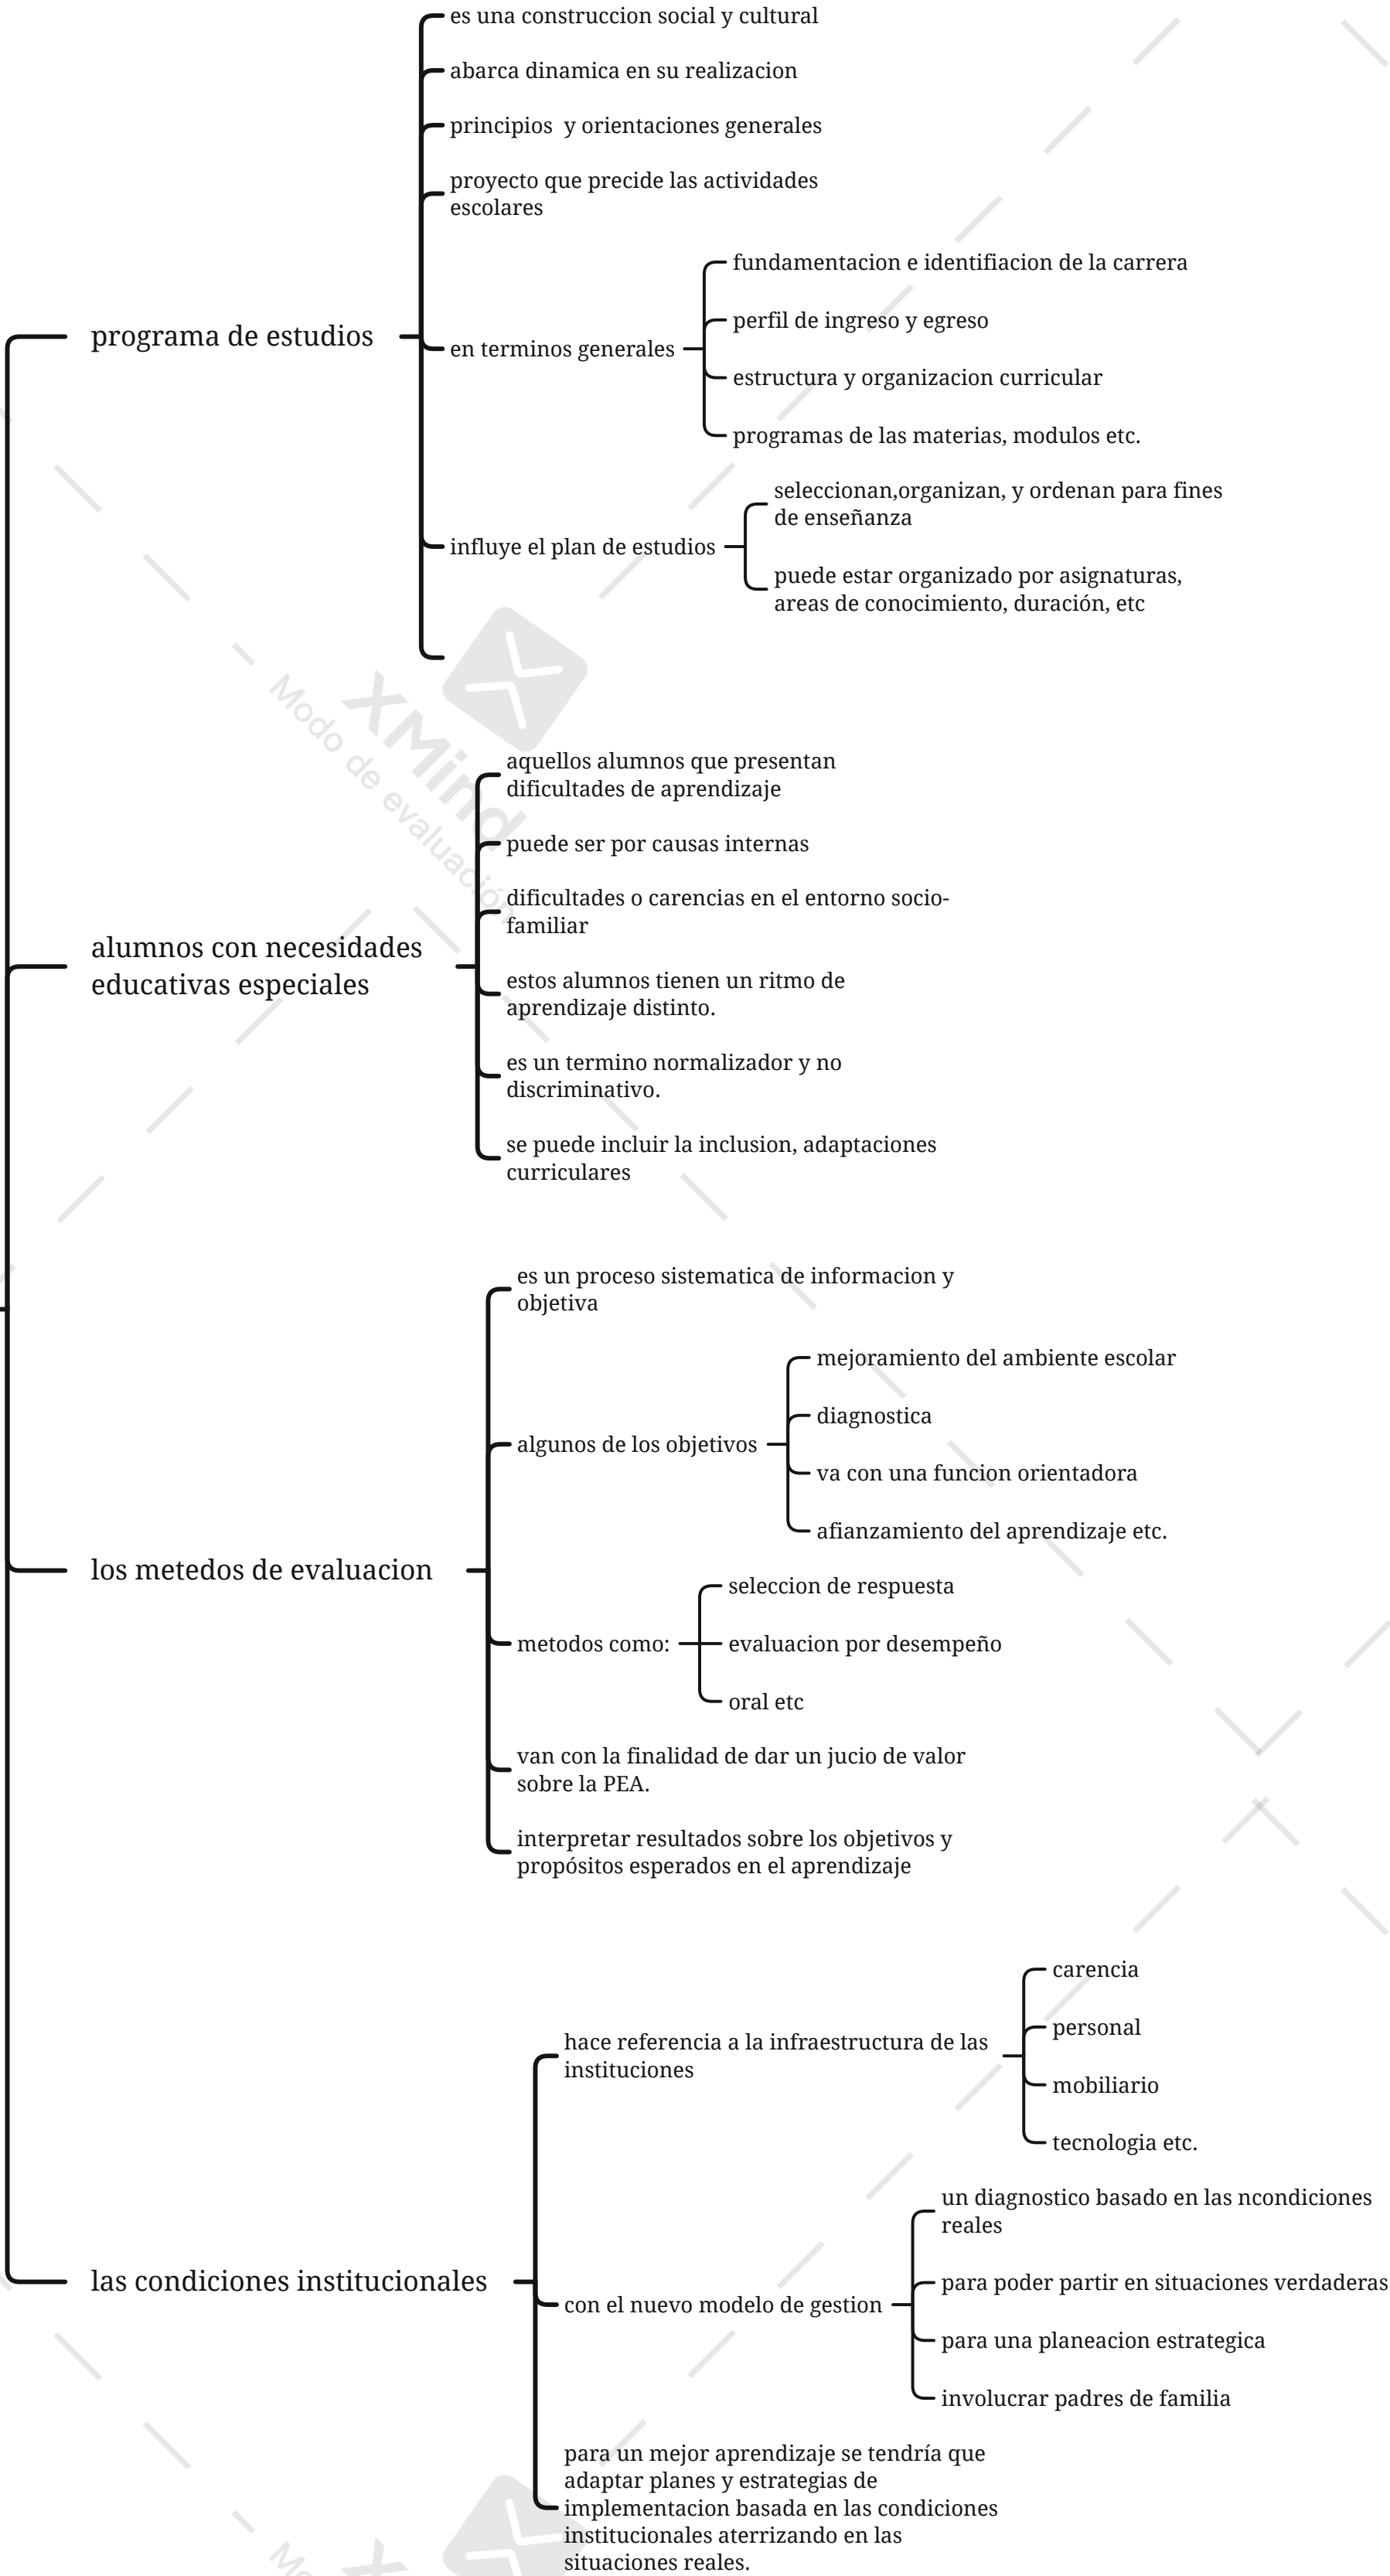 es una construccion social y cultural
abarca dinamica en su realizacion
principios y orientaciones generales
proyecto que precide las actividades
escolares
programa de estudios
en terminos generales
fundamentacion e identifiacion de la carrera
perfil de ingreso y egreso
estructura y organizacion curricular
programas de las materias, modulos etc.
influye el plan de estudios
seleccionan,organizan, y ordenan para fines
de enseñanza
puede estar organizado por asignaturas,
areas de conocimiento, duración, etc
XMind
Modo de evaluación
alumnos con necesidades
educativas especiales
aquellos alumnos que presentan
dificultades de aprendizaje
puede ser por causas internas
dificultades o carencias en el entorno socio-
familiar
estos alumnos tienen un ritmo de
aprendizaje distinto.
es un termino normalizador y no
discriminativo.
se puede incluir la inclusion, adaptaciones
curriculares
los metedos de evaluacion
es un proceso sistematica de informacion y
objetiva
algunos de los objetivos
mejoramiento del ambiente escolar
diagnostica
va con una funcion orientadora
afianzamiento del aprendizaje etc.
metodos como:
seleccion de respuesta
evaluacion por desempeño
oral etc
van con la finalidad de dar un jucio de valor
sobre la PEA.
interpretar resultados sobre los objetivos y
propósitos esperados en el aprendizaje
las condiciones institucionales
hace referencia a la infraestructura de las
instituciones
carencia
personal
mobiliario
tecnologia etc.
con el nuevo modelo de gestion
un diagnostico basado en las ncondiciones
reales
para poder partir en situaciones verdaderas
para una planeacion estrategica
involucrar padres de familia
para un mejor aprendizaje se tendría que
adaptar planes y estrategias de
implementacion basada en las condiciones
institucionales aterrizando en las
situaciones reales.